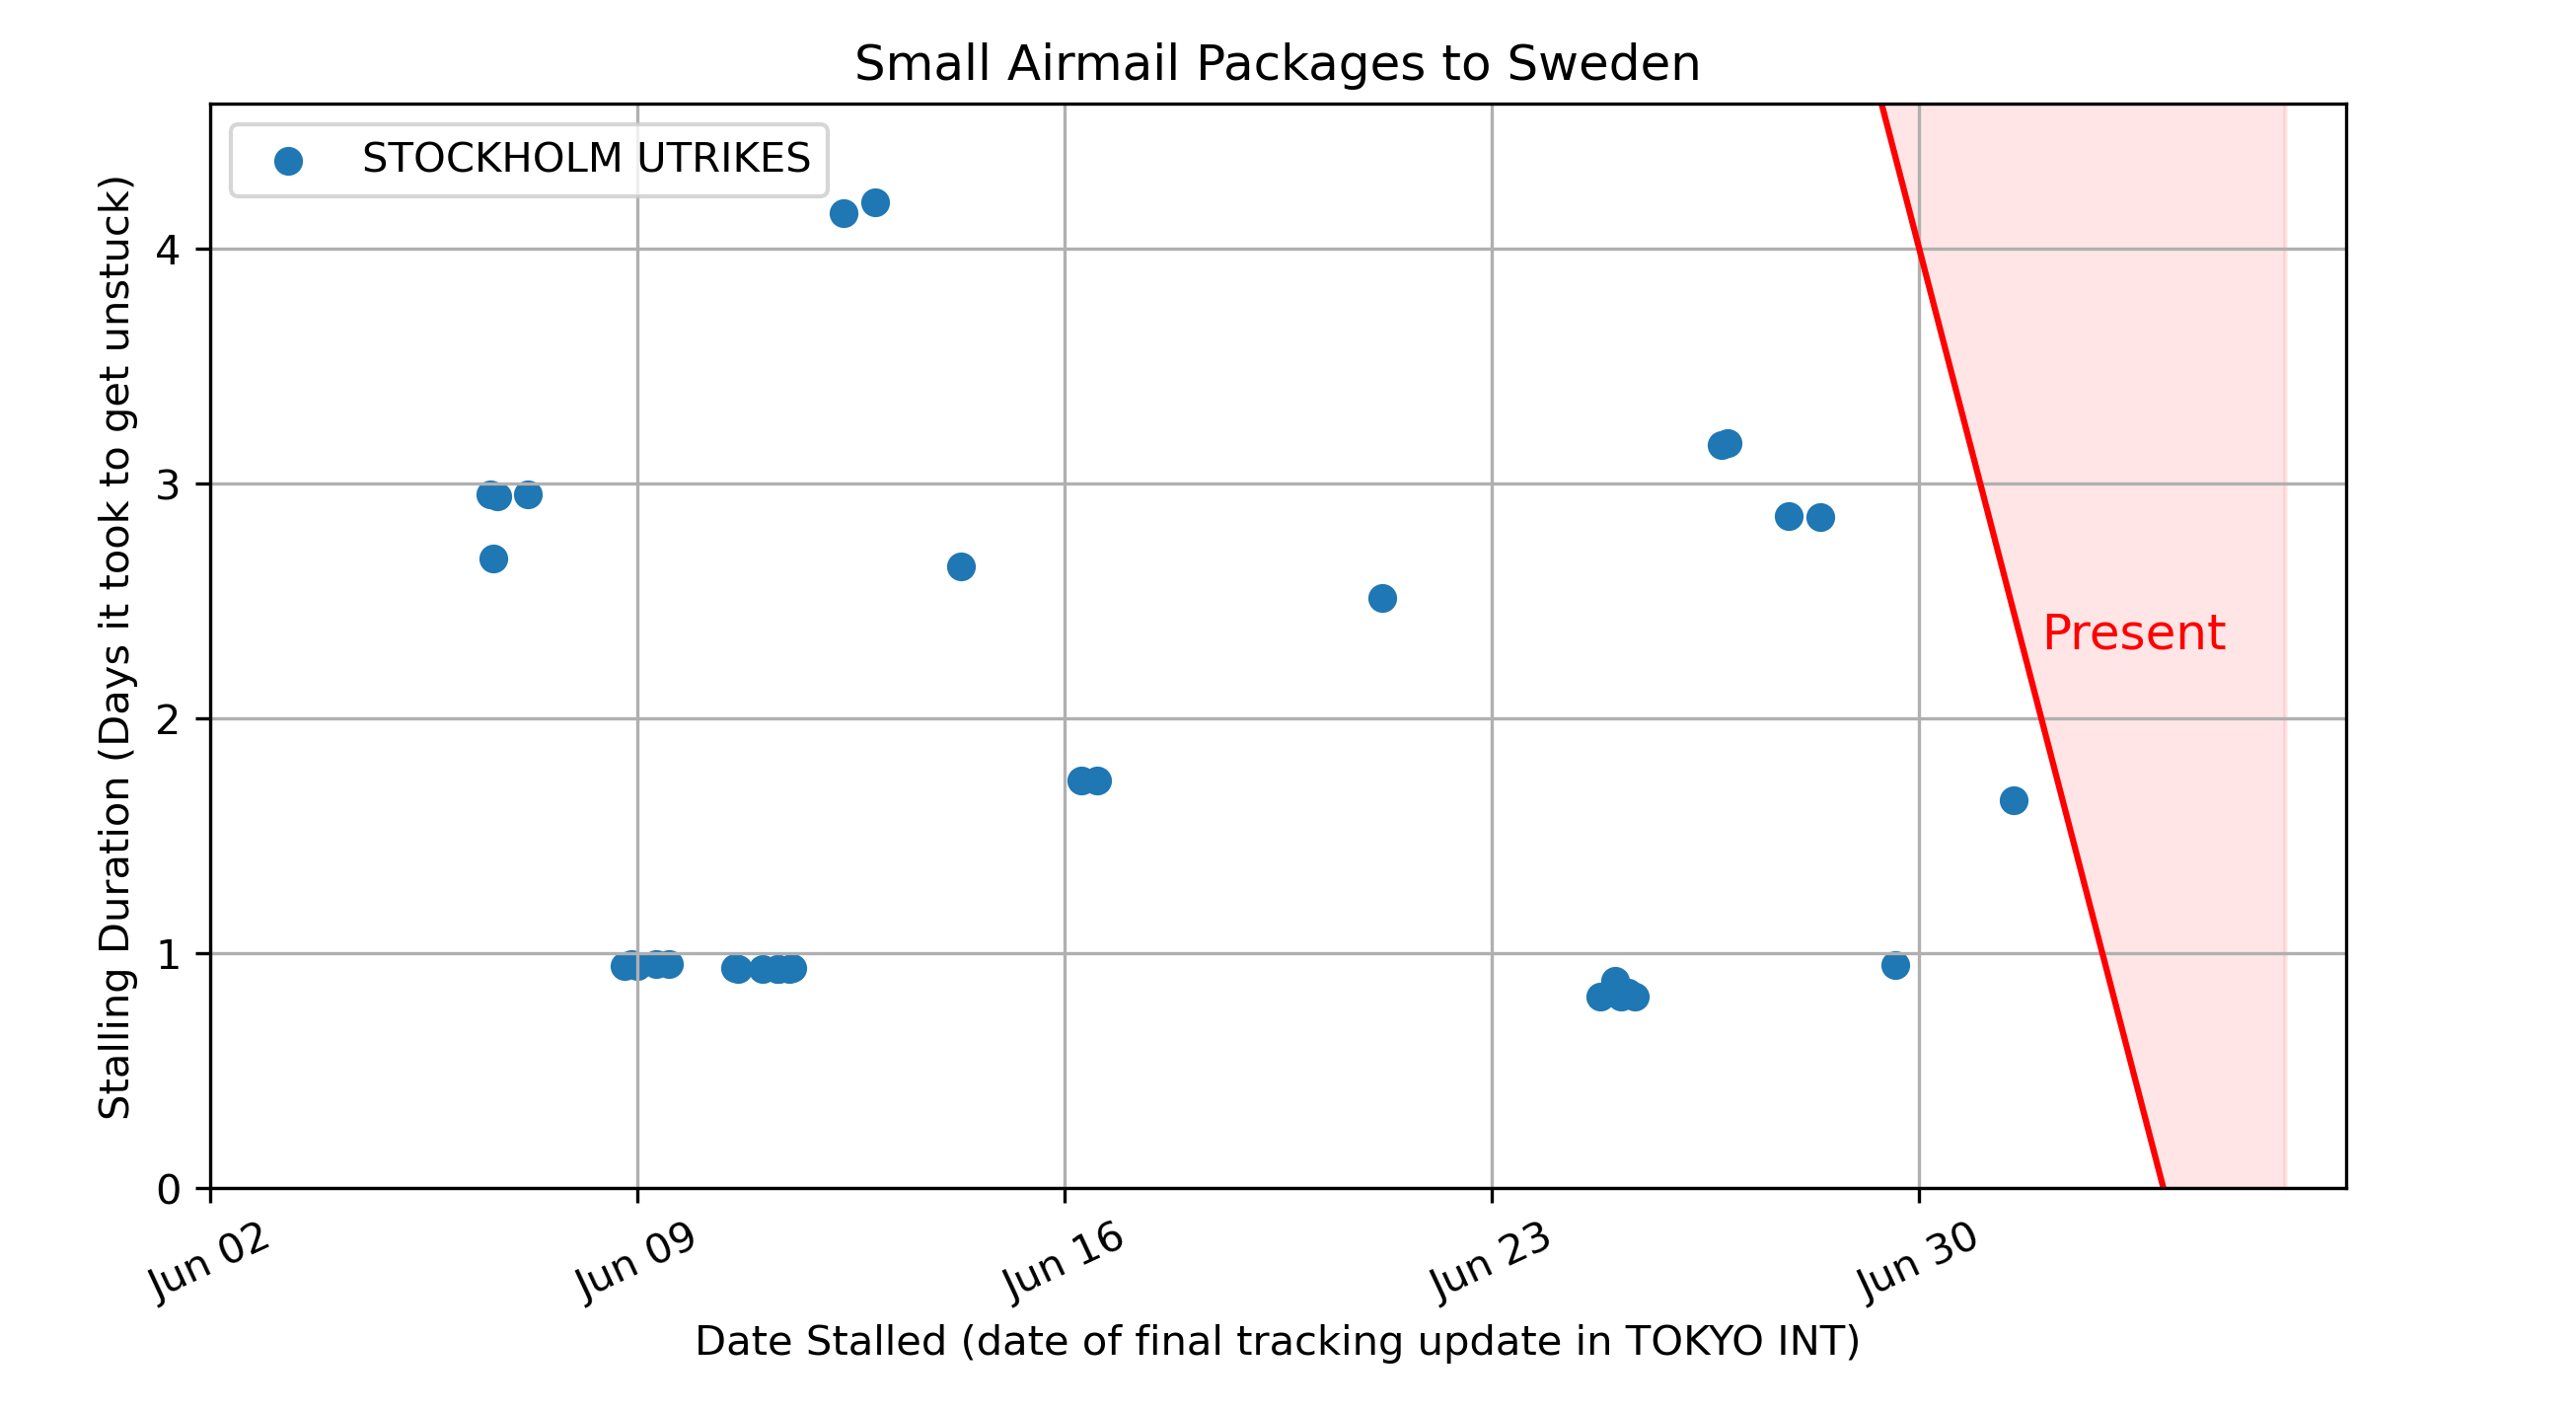 Small Airmail Packages to Sweden
STOCKHOLM UTRIKES
Stalling Duration (Days it took to get unstuck)
4
3
2
1
0
Present
Jun 02
Jun 09
Jun 16
Jun 23
Jun 30
Date Stalled (date of final tracking update in TOKYO INT)